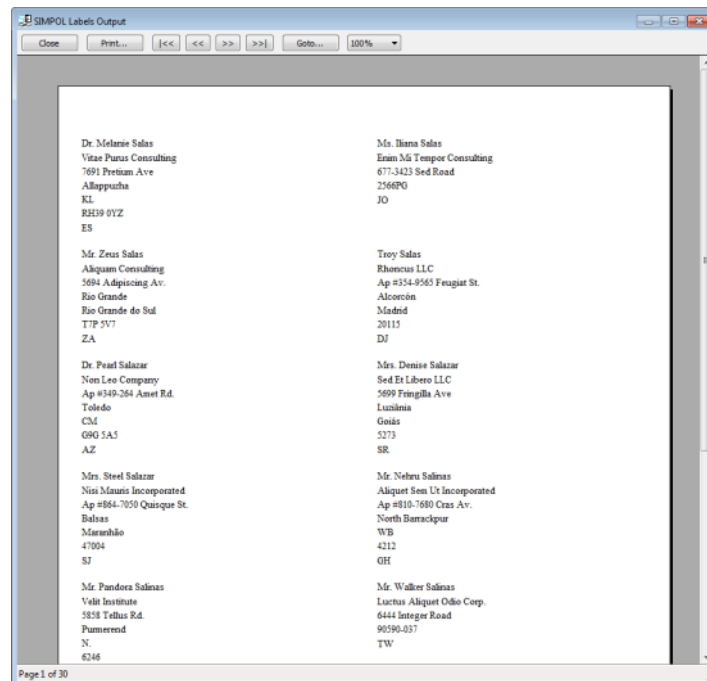 SIMPOL Labels Output
Close Print... |<< << >> >>| Goto... 100%
Dr. Melanie Salas
Vitae Purus Consulting
7691 Pretium Ave
Allappuzha
KL
RH39 0YZ
ES
Ms. Iliana Salas
Enim Mi Tempor Consulting
677-3423 Sed Road
2566PG
JO
Mr. Zeus Salas
Aliquam Consulting
5694 Adipiscing Av.
Rio Grande
Rio Grande do Sul
T7P 5V7
ZA
Troy Salas
Rhoncus LLC
Ap #354-9565 Feugiat St.
Alcorcón
Madrid
20115
DJ
Dr. Pearl Salazar
Non Leo Company
Ap #349-264 Amet Rd.
Toledo
CM
G9G 5A5
AZ
Mrs. Denise Salazar
Sed Et Libero LLC
5699 Fringilla Ave
Luziânia
Goiás
5273
SR
Mrs. Steel Salazar
Nisi Mauris Incorporated
Ap #864-7050 Quisque St.
Balsas
Maranhão
47004
SJ
Mr. Nehru Salinas
Aliquet Sem Ut Incorporated
Ap #810-7680 Cras Av.
North Barrackpur
WB
4212
GH
Mr. Pandora Salinas
Velit Institute
5858 Tellus Rd.
Purmerend
N.
6246
Mr. Walker Salinas
Luctus Aliquet Odio Corp.
6444 Integer Road
90590-037
TW
Page 1 of 30